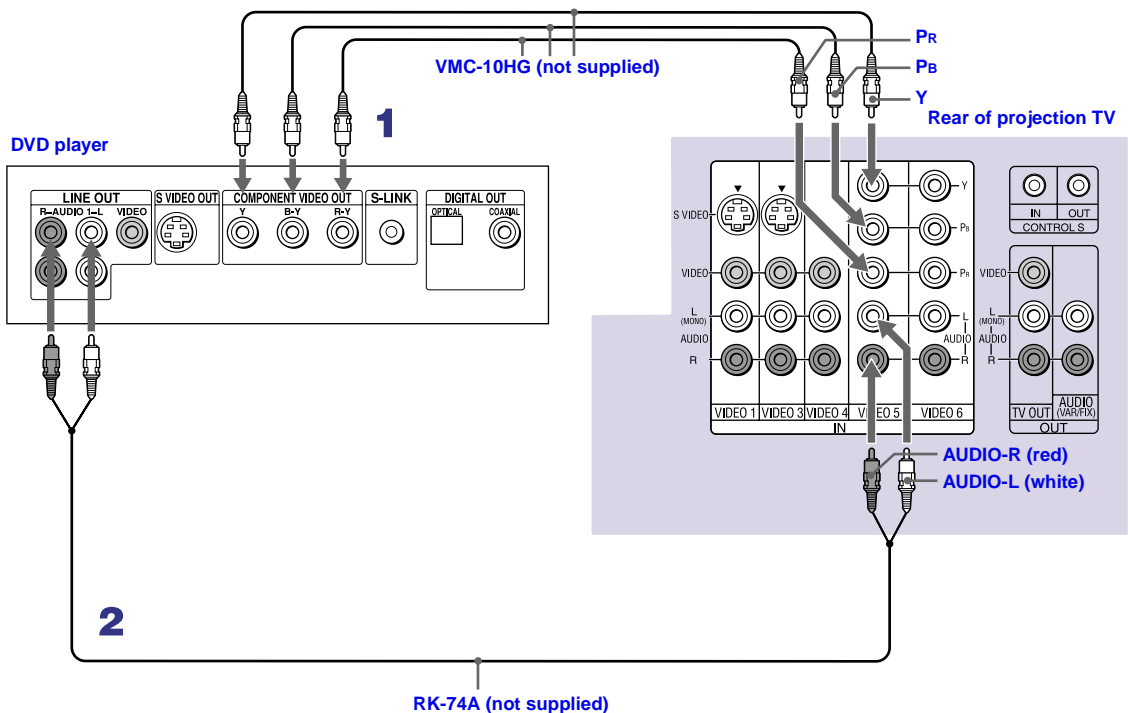 PR
VMC-10HG (not supplied)
PB
Y
1
Rear of projection TV
DVD player
LINE OUT
R–AUDIO 1–L VIDEO
S VIDEO OUT
COMPONENT VIDEO OUT
Y B-Y R-Y
S-LINK
DIGITAL OUT
OPTICAL COAXIAL
S VIDEO
VIDEO
L
(MONO)
AUDIO
R
Y
PB
PR
L
AUDIO
R
VIDEO 1 VIDEO 3 VIDEO 4 VIDEO 5 VIDEO 6
IN
IN OUT
CONTROL S
VIDEO
L
(MONO)
AUDIO
R
TV OUT
AUDIO
(VAR/FIX)
OUT
AUDIO-R (red)
AUDIO-L (white)
2
RK-74A (not supplied)